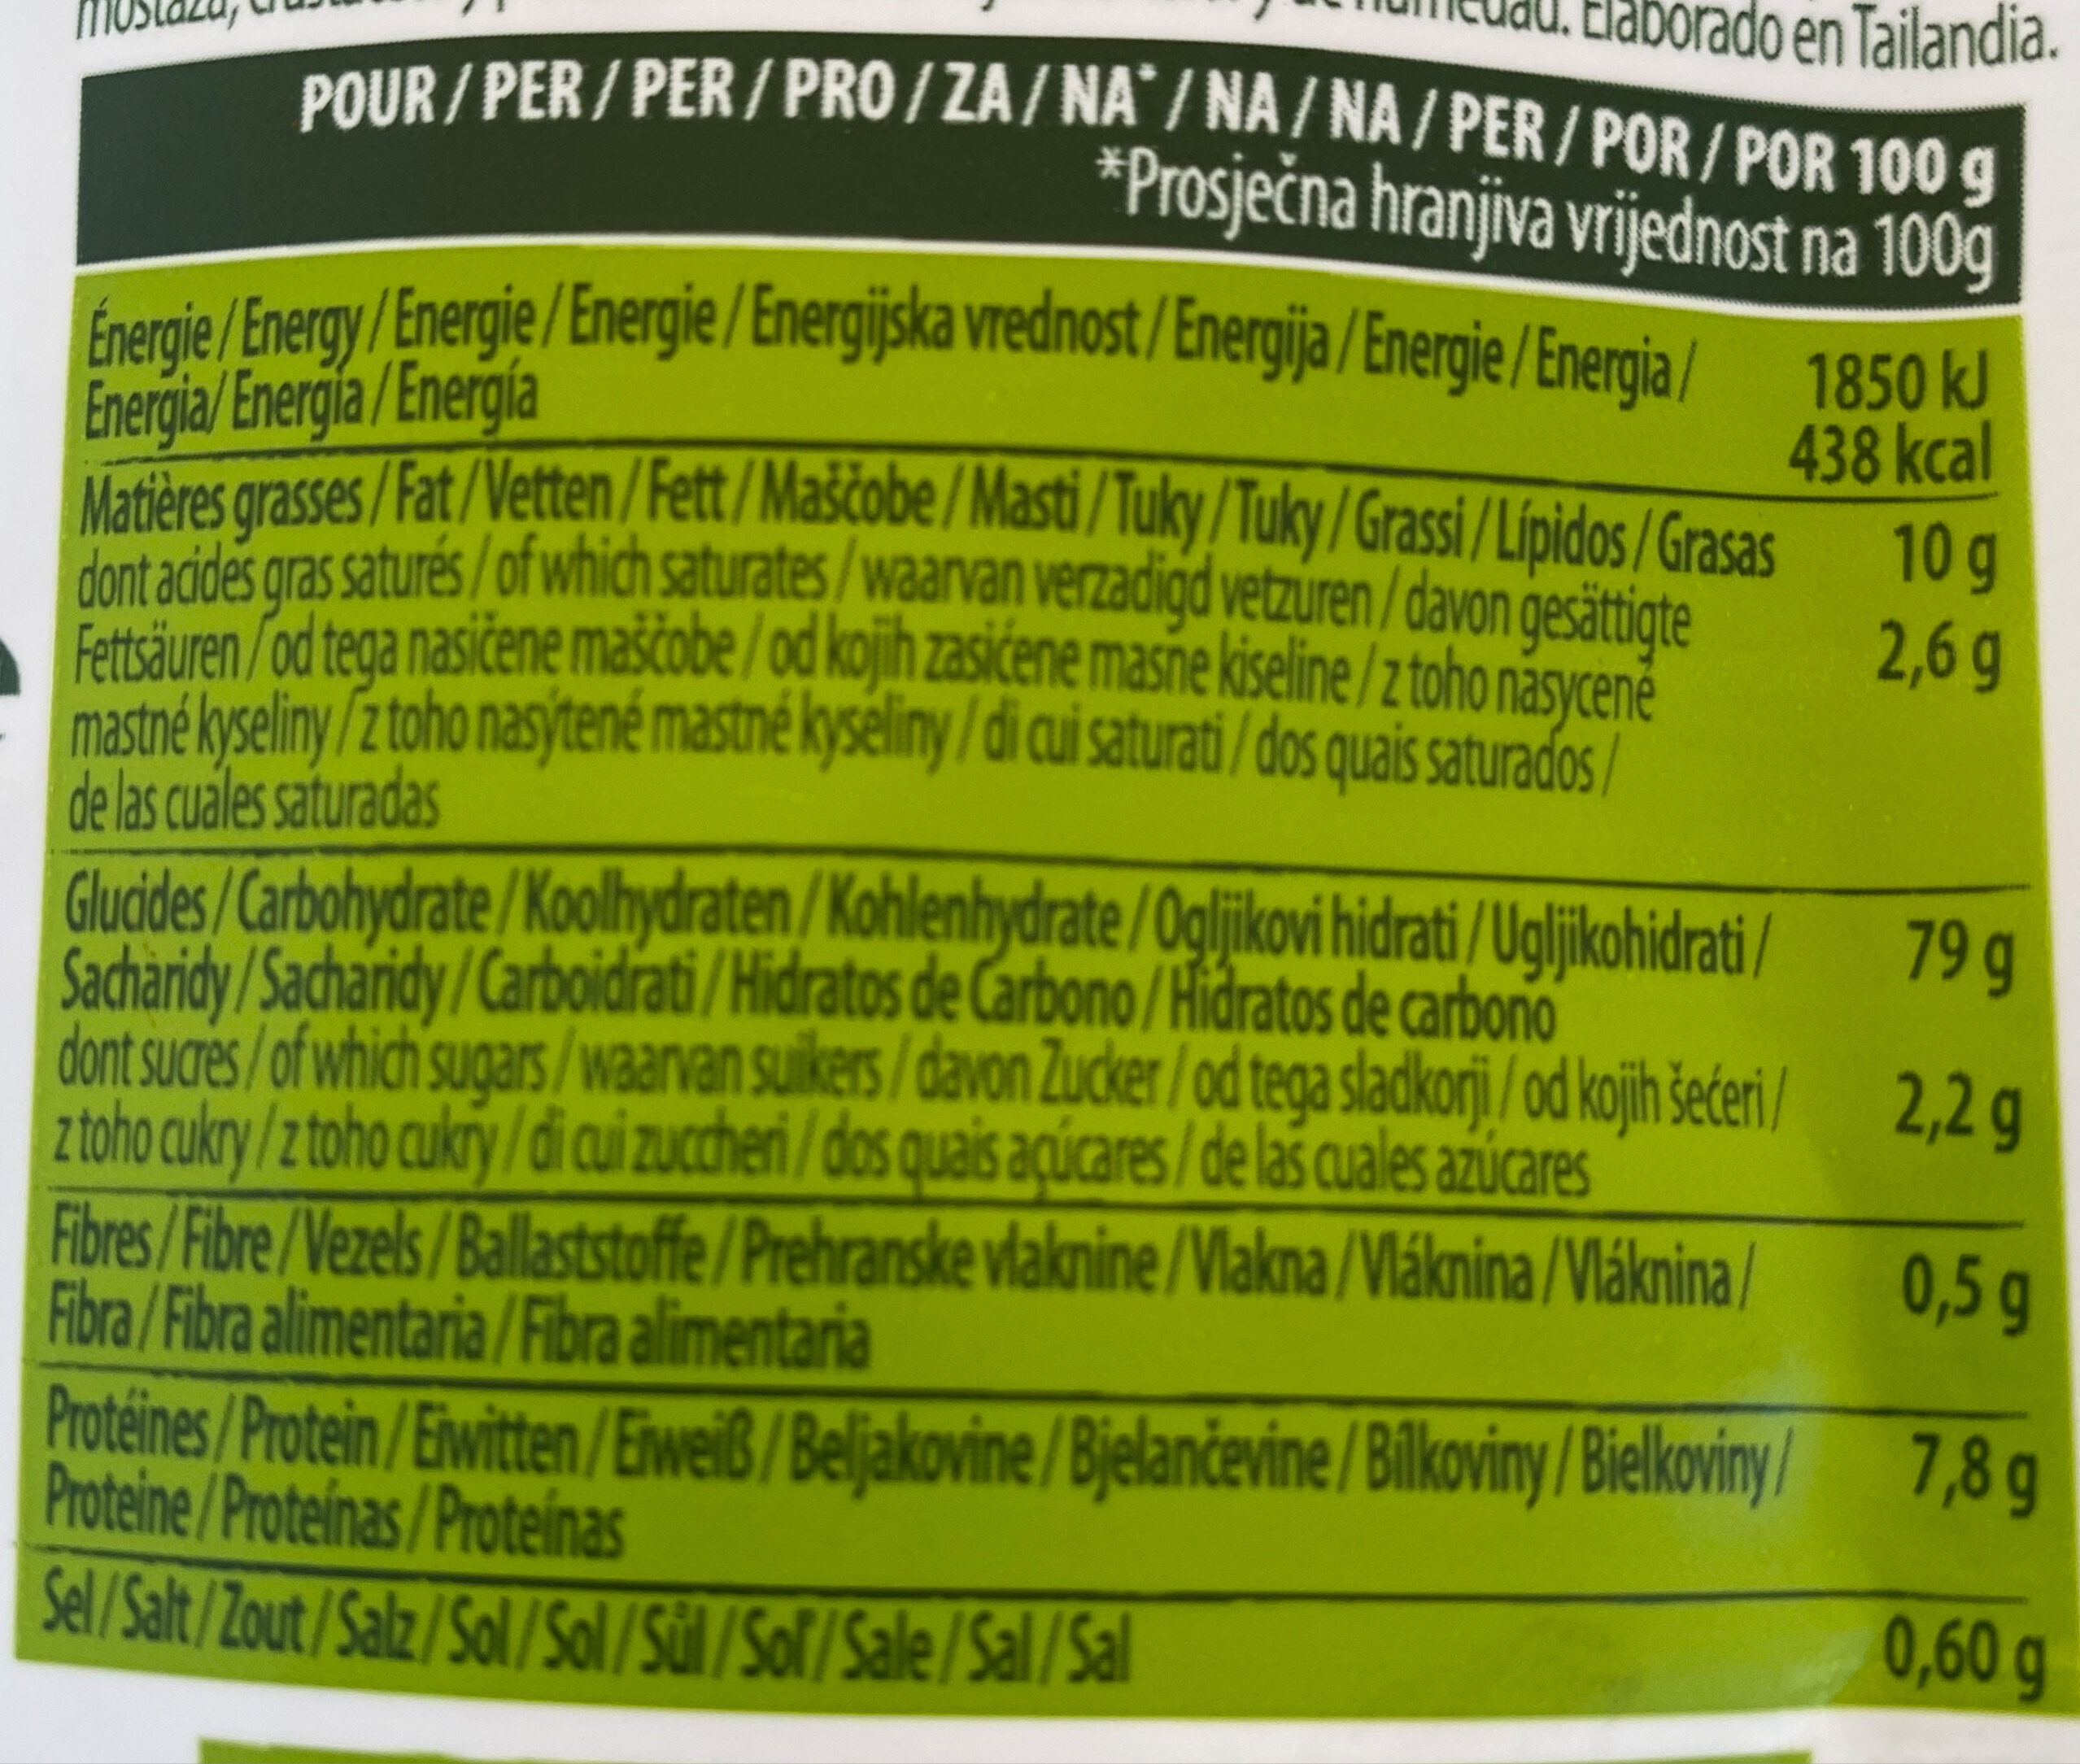 Elaborado en Tailandia.
POUR / PER / PER / PRO / ZA / NA* / NA / NA / PER / POR / POR 100 g
*Prosječna hranjiva vrijednost na 100g
Énergie / Energy / Energie / Energie / Energijska vrednost / Energija / Energie / Energia / 1850 kJ
Energia/ Energia / Energía 438 kcal
Matières grasses / Fat / Vetten / Fett / Maščobe / Masti / Tuky / Tuky / Grassi / Lípidos / Grasas 10 g
dont acides gras saturés / of which saturates / waarvan verzadigd vetzuren / davon gesättigte 2,6 g
Fettsäuren / od tega nasičene maščobe / od kojih zasićene masne kiseline / z toho nasycené
mastné kyseliny / z toho nasýtené mastné kyseliny / di cui saturati / dos quais saturados /
de las cuales saturadas
Glucides / Carbohydrate / Koolhydraten / Kohlenhydrate / Ogljikovi hidrati / Ugljikohidrati / 79 g
Sacharidy / Sacharidy / Carboidrati / Hidratos de Carbono / Hidratos de carbono
dont sucres / of which sugars / waarvan suikers / davon Zucker / od tega sladkorji / od kojih šećeri / 2,2 g
z toho cukry / z toho cukry / di cui zuccheri / dos quais açúcares / de las cuales azúcares
Fibres / Fibre / Vezels / Ballaststoffe / Prehranske vlaknine / Vlakna / Vláknina / Vláknina / 0,5 g
Fibra / Fibra alimentaria / Fibra alimentaria
Protéines / Protein / Eiwitten / Eiweiß / Beljakovine / Bjelančevine / Bílkoviny / Bielkoviny / 7,8 g
Proteine / Proteínas / Proteínas
Sel / Salt / Zout / Salz / Sol / Sol / Sůl / Soľ / Sale / Sal / Sal 0,60 g